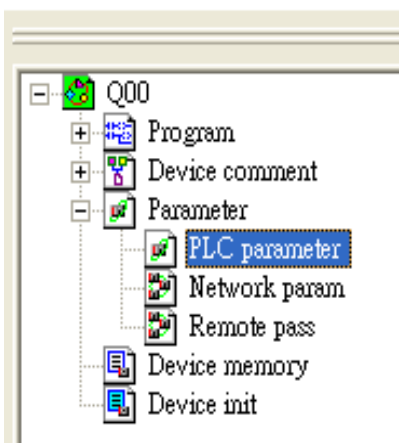 Q00
Program
Device comment
Parameter
PLC parameter
Network param
Remote pass
Device memory
Device init